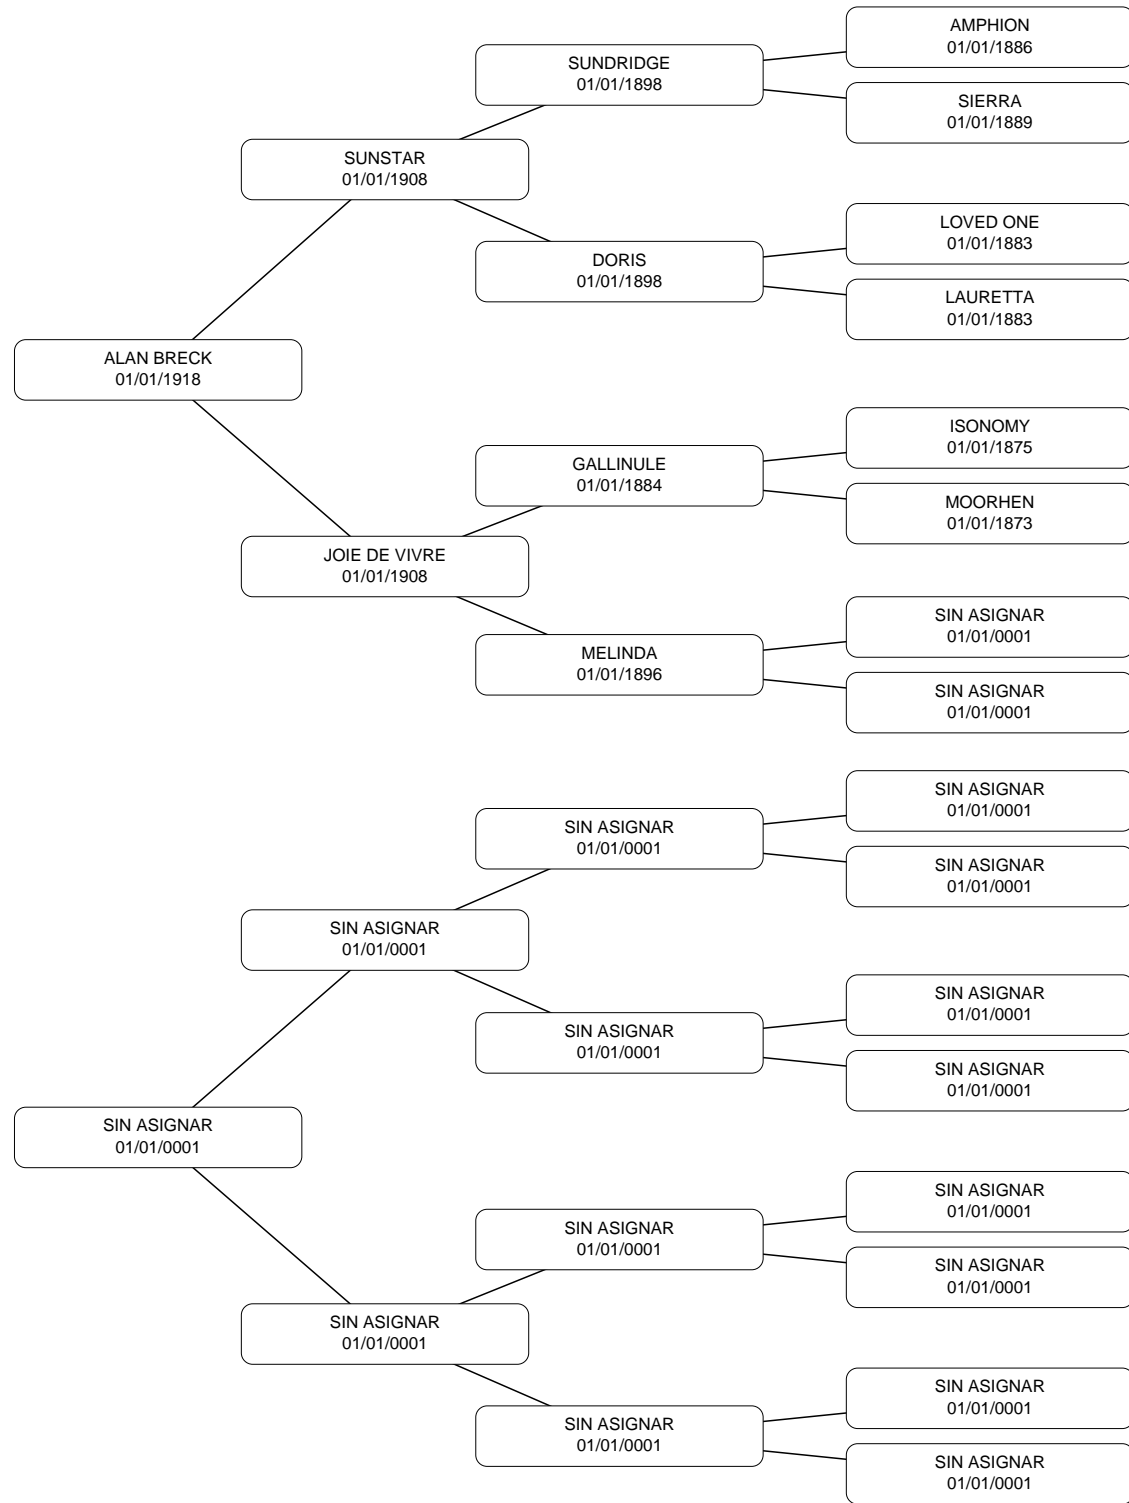 AMPHION
01/01/1886
SUNDRIDGE
01/01/1898
SIERRA
01/01/1889
SUNSTAR
01/01/1908
LOVED ONE
01/01/1883
DORIS
01/01/1898
LAURETTA
01/01/1883
ALAN BRECK
01/01/1918
ISONOMY
01/01/1875
GALLINULE
01/01/1884
MOORHEN
01/01/1873
JOIE DE VIVRE
01/01/1908
SIN ASIGNAR
01/01/0001
MELINDA
01/01/1896
SIN ASIGNAR
01/01/0001
SIN ASIGNAR
01/01/0001
SIN ASIGNAR
01/01/0001
SIN ASIGNAR
01/01/0001
SIN ASIGNAR
01/01/0001
SIN ASIGNAR
01/01/0001
SIN ASIGNAR
01/01/0001
SIN ASIGNAR
01/01/0001
SIN ASIGNAR
01/01/0001
SIN ASIGNAR
01/01/0001
SIN ASIGNAR
01/01/0001
SIN ASIGNAR
01/01/0001
SIN ASIGNAR
01/01/0001
SIN ASIGNAR
01/01/0001
SIN ASIGNAR
01/01/0001
SIN ASIGNAR
01/01/0001